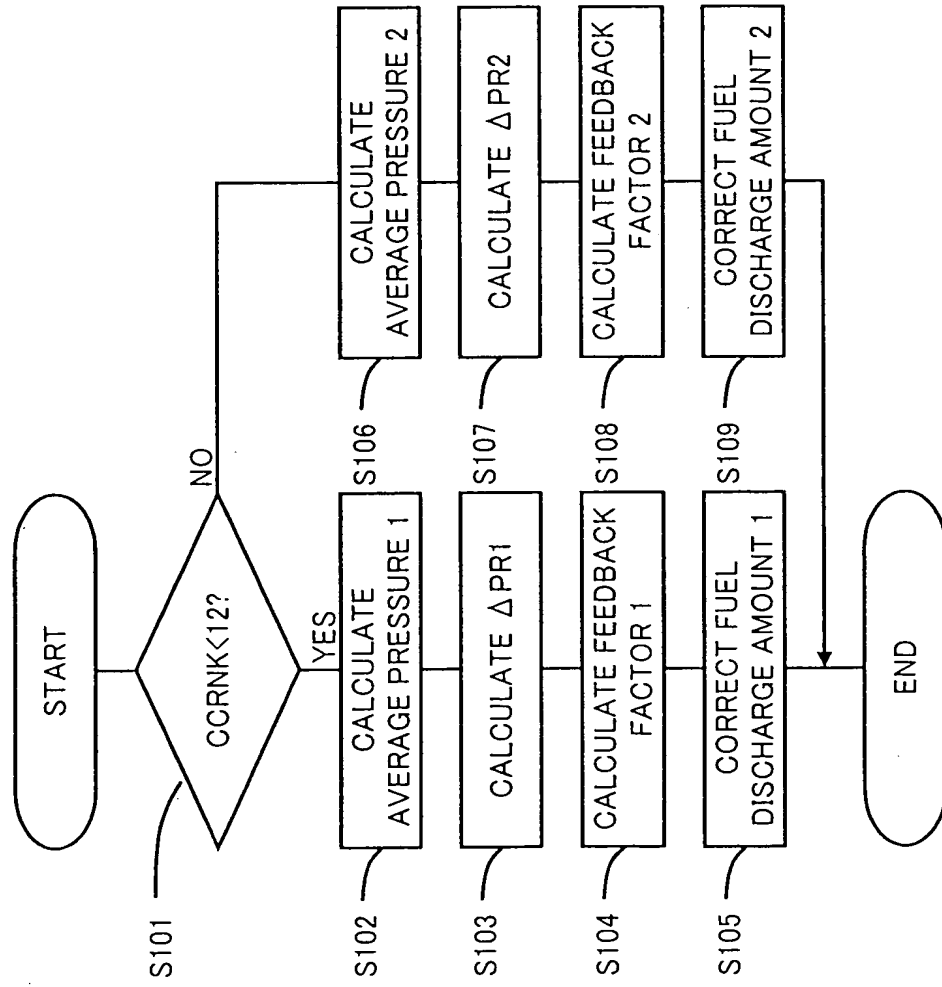 START
S101
CCRNK<12?
NO
YES
S102
CALCULATE
AVERAGE PRESSURE 1
S103
CALCULATE ΔPR1
S104
CALCULATE FEEDBACK
FACTOR 1
S105
CORRECT FUEL
DISCHARGE AMOUNT 1
S106
CALCULATE
AVERAGE PRESSURE 2
S107
CALCULATE ΔPR2
S108
CALCULATE FEEDBACK
FACTOR 2
S109
CORRECT FUEL
DISCHARGE AMOUNT 2
END